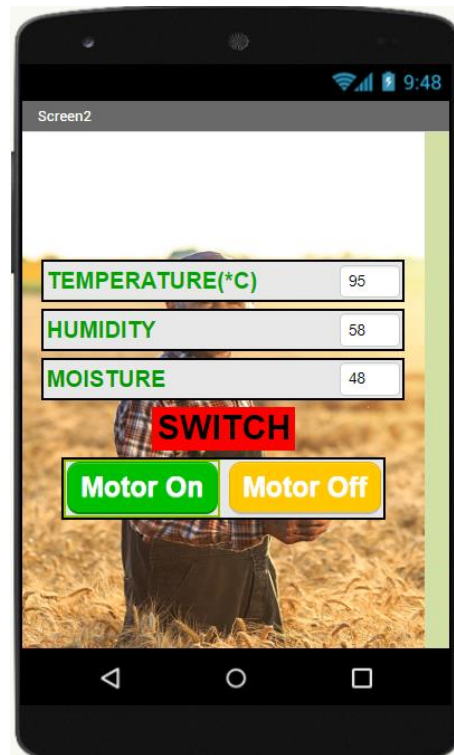 9:48
Screen2
TEMPERATURE(*C) 95
HUMIDITY 58
MOISTURE 48
SWITCH
Motor On Motor Off